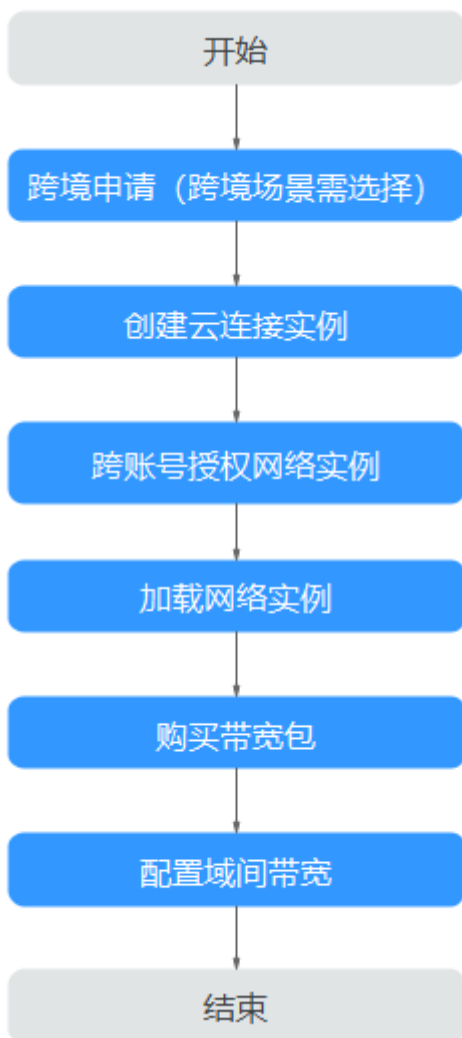 开始
跨境申请（跨境场景需选择）
创建云连接实例
跨账号授权网络实例
加载网络实例
购买带宽包
配置域间带宽
结束